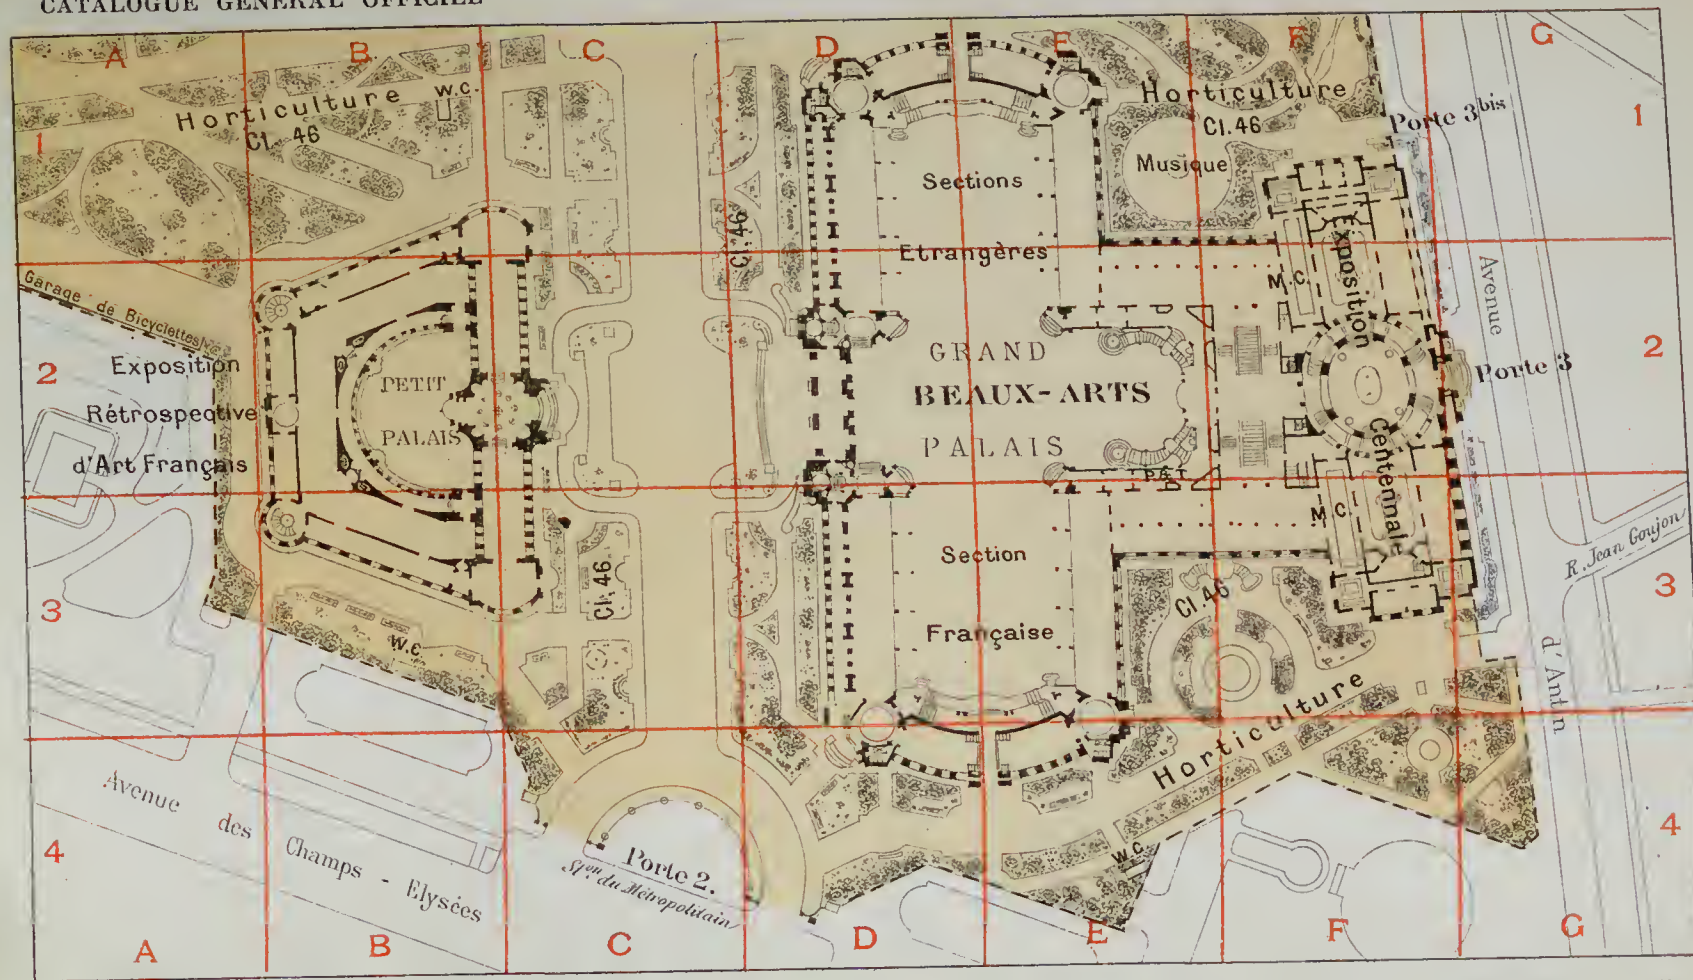 CATALOGUE GÉNÉRAL OFFICIEL
A
B
C
D
E
F
G
1
1
Horticulture
Cl. 46
W.C.
Horticulture
Cl. 46
Musique
Porte 3bis
Sections
Etrangères
Cl. 46
Garage de Bicyclettes
2
2
Exposition
Rétrospective
d'Art Français
PETIT
PALAIS
GRAND
BEAUX-ARTS
PALAIS
P. & T.
M.C.
M.C.
Exposition
Centennale
Avenue
d'Antin
Porte 3
R. Jean Goujon
3
3
W.C.
Cl. 46
Section
Française
Cl. 46
Horticulture
W.C.
4
4
Avenue
des
Champs - Elysées
Porte 2.
Ston du Métropolitain
A
B
C
D
E
F
G